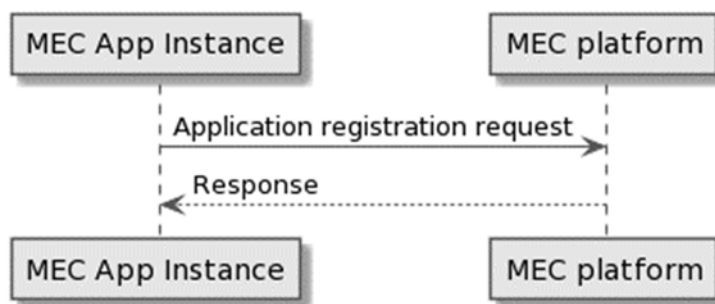 MEC App Instance
MEC platform
Application registration request
Response
MEC App Instance
MEC platform